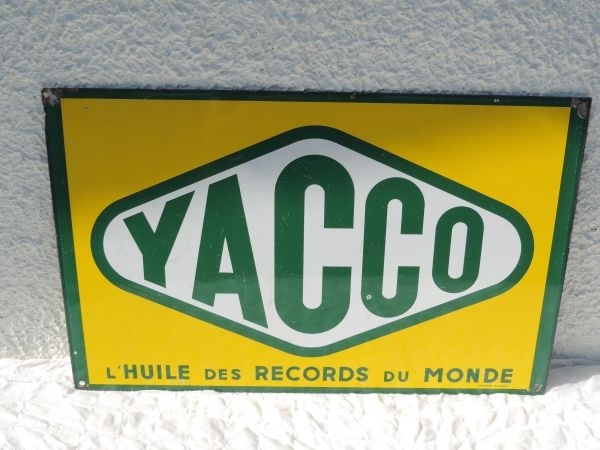 YACCO
L'HUILE DES RECORDS DU MONDE